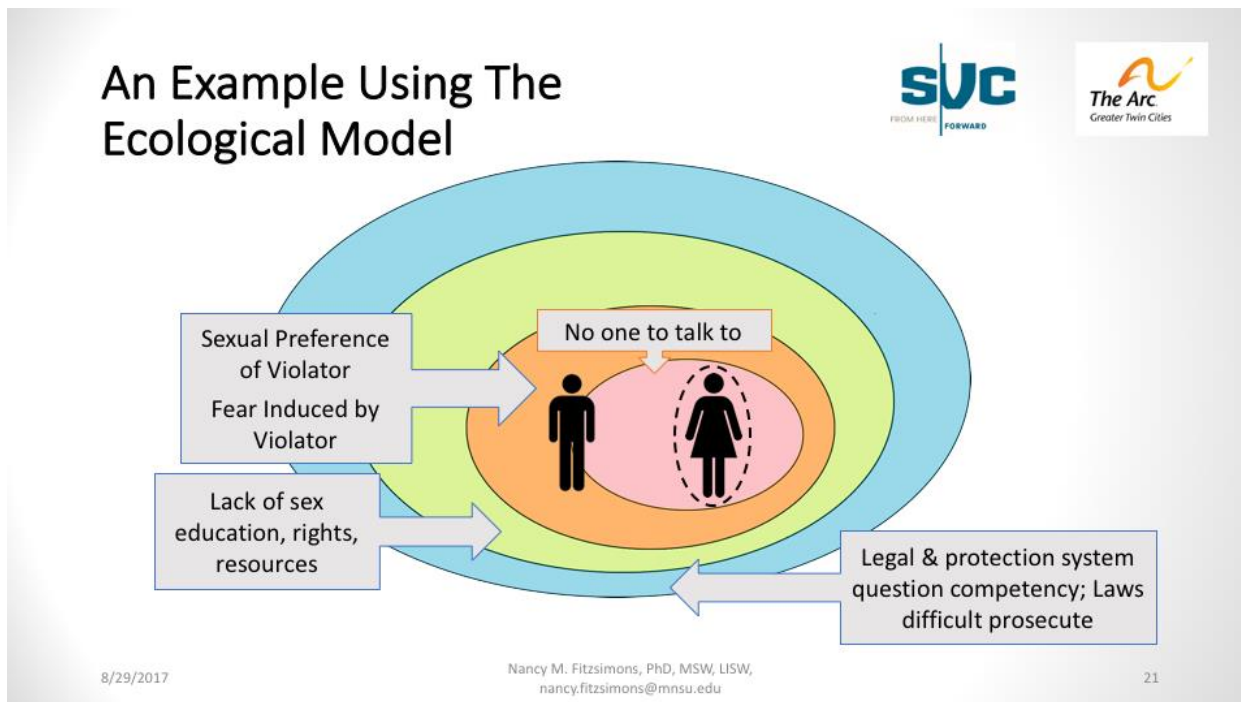 An Example Using The
Ecological Model
SVC
FROM HERE FORWARD
The Arc
Greater Twin Cities
No one to talk to
Sexual Preference
of Violator
Fear Induced by
Violator
Lack of sex
education, rights,
resources
Legal & protection system
question competency; Laws
difficult prosecute
8/29/2017
Nancy M. Fitzsimons, PhD, MSW, LISW,
nancy.fitzsimons@mnsu.edu
21